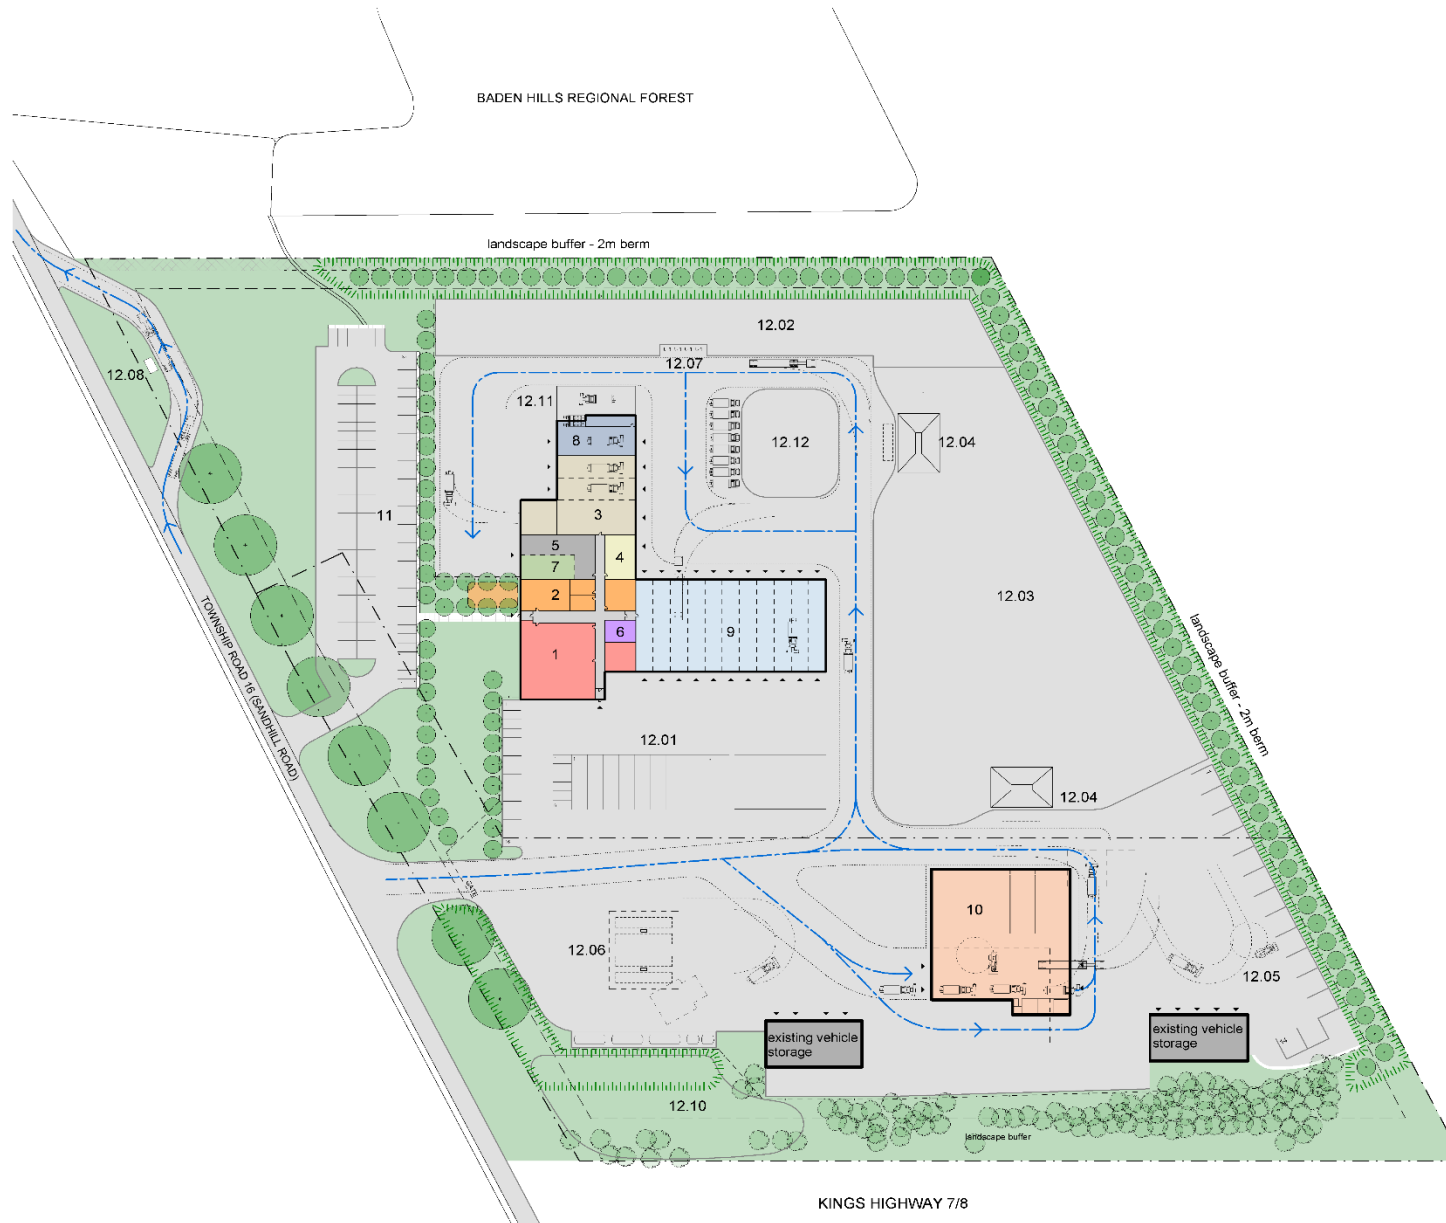 BADEN HILLS REGIONAL FOREST
landscape buffer - 2m berm
12.02
12.07
12.08
12.11
8
12.12
12.04
11
3
5
4
7
2
12.03
6
9
1
TOWNSHIP ROAD 16 (SANDHILL ROAD)
landscape buffer - 2m berm
12.01
12.04
GATE
10
12.06
12.05
existing vehicle
storage
existing vehicle
storage
12.10
landscape buffer
KINGS HIGHWAY 7/8